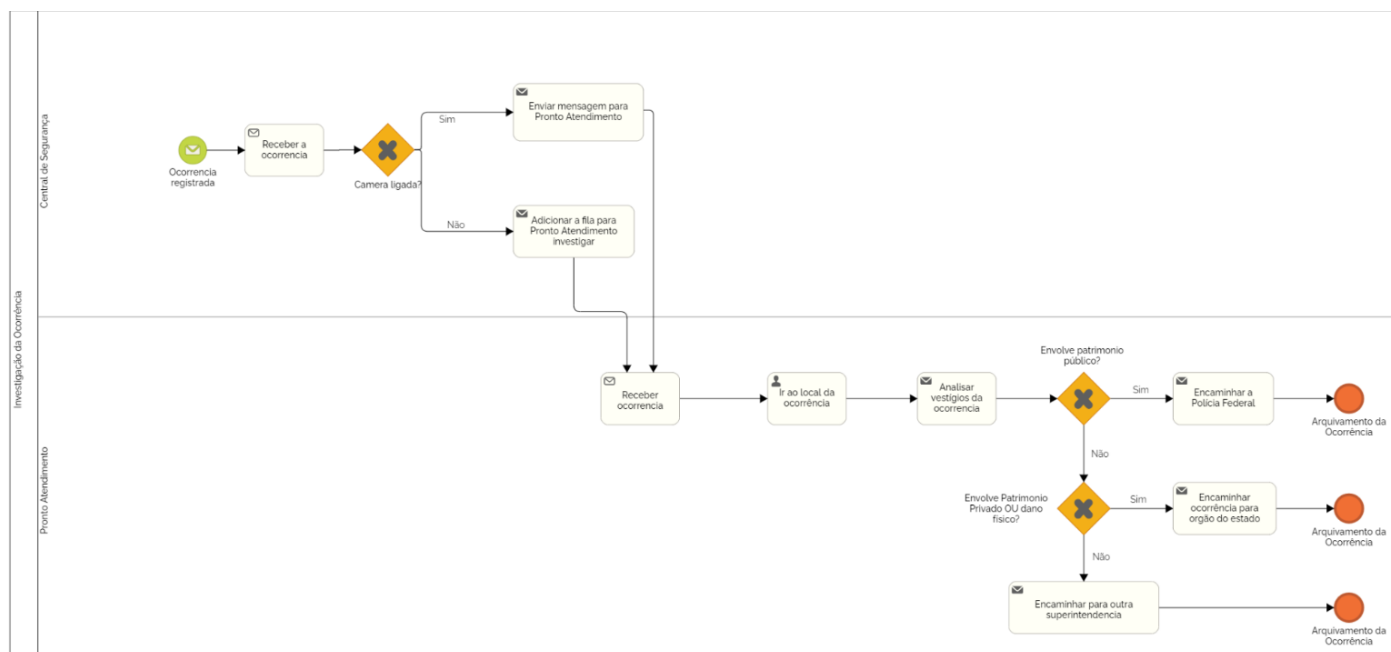 Investigação da Ocorrência
Central de Segurança
Ocorrencia
registrada
Receber a
ocorrencia
Camera ligada?
Sim
Enviar mensagem para
Pronto Atendimento
Não
Adicionar a fila para
Pronto Atendimento
investigar
Pronto Atendimento
Receber
ocorrencia
Ir ao local da
ocorrência
Analisar
vestígios da
ocorrencia
Envolve patrimonio
público?
Sim
Encaminhar a
Polícia Federal
Arquivamento da
Ocorrência
Não
Envolve Patrimonio
Privado OU dano
físico?
Sim
Encaminhar
ocorrência para
orgão do estado
Arquivamento da
Ocorrência
Não
Encaminhar para outra
superintendencia
Arquivamento da
Ocorrência